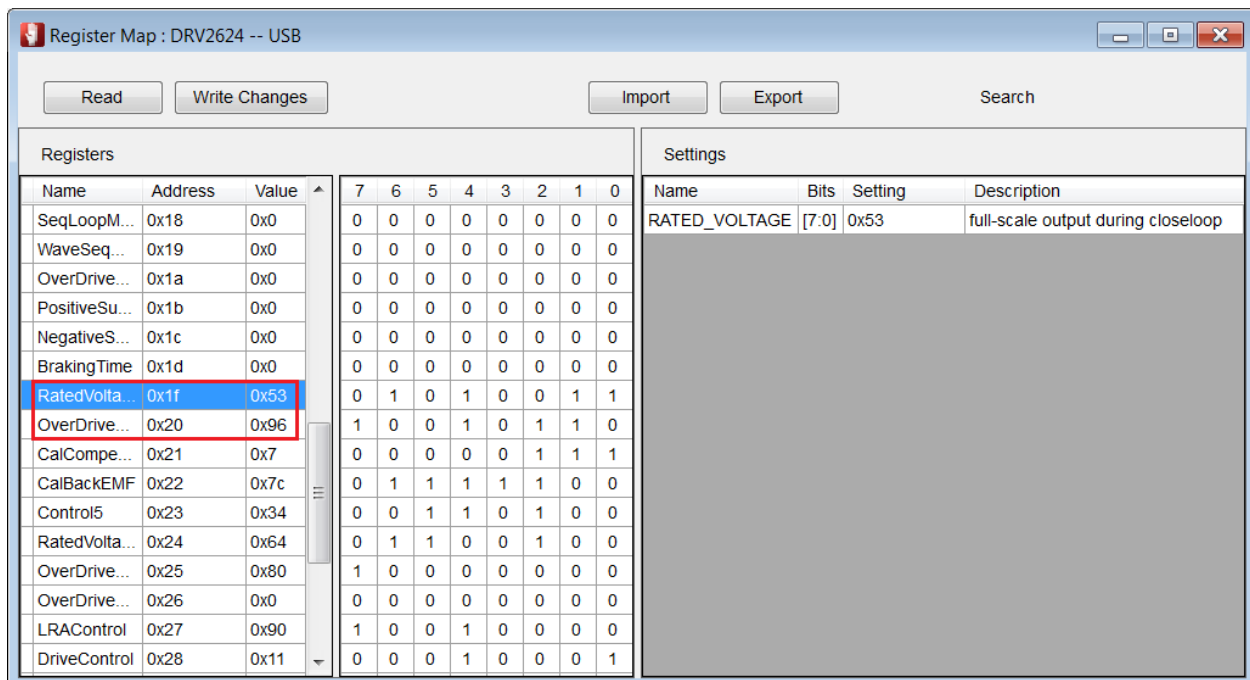 Register Map : DRV2624 -- USB
Read Write Changes Import Export Search
Registers Settings
Name Address Value 7 6 5 4 3 2 1 0 Name Bits Setting Description
SeqLoopM... 0x18 0x0 0 0 0 0 0 0 0 0 RATED_VOLTAGE [7:0] 0x53 full-scale output during closeloop
WaveSeq... 0x19 0x0 0 0 0 0 0 0 0 0
OverDrive... 0x1a 0x0 0 0 0 0 0 0 0 0
PositiveSu... 0x1b 0x0 0 0 0 0 0 0 0 0
NegativeS... 0x1c 0x0 0 0 0 0 0 0 0 0
BrakingTime 0x1d 0x0 0 0 0 0 0 0 0 0
RatedVolta... 0x1f 0x53 0 1 0 1 0 0 1 1
OverDrive... 0x20 0x96 1 0 0 1 0 1 1 0
CalCompe... 0x21 0x7 0 0 0 0 0 1 1 1
CalBackEMF 0x22 0x7c 0 1 1 1 1 1 0 0
Control5 0x23 0x34 0 0 1 1 0 1 0 0
RatedVolta... 0x24 0x64 0 1 1 0 0 1 0 0
OverDrive... 0x25 0x80 1 0 0 0 0 0 0 0
OverDrive... 0x26 0x0 0 0 0 0 0 0 0 0
LRAControl 0x27 0x90 1 0 0 1 0 0 0 0
DriveControl 0x28 0x11 0 0 0 1 0 0 0 1